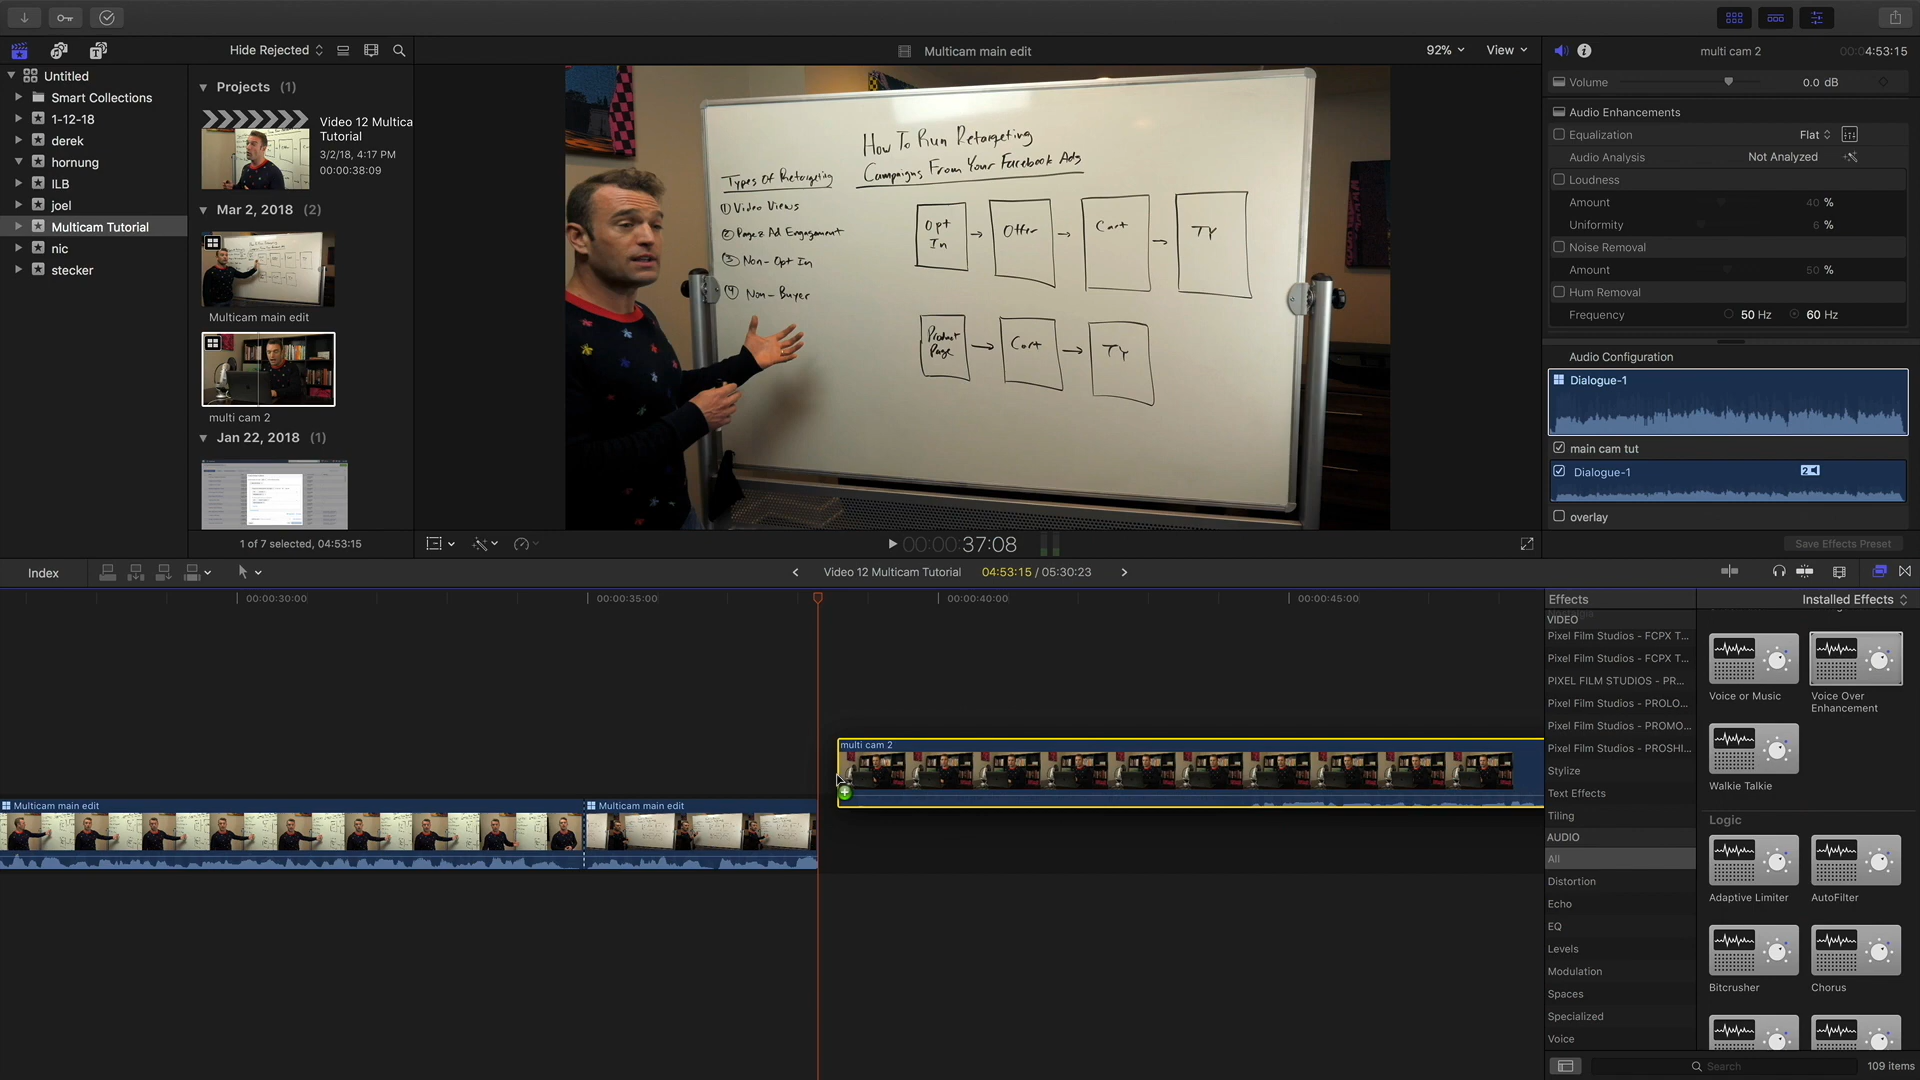 Hide Rejected
Untitled
Smart Collections
1-12-18
derek
hornung
ILB
joel
Multicam Tutorial
nic
stecker
Projects (1)
Video 12 Multica
Tutorial
3/2/18, 4:17 PM
00:00:38:09
Mar 2, 2018 (2)
Multicam main edit
multi cam 2
Jan 22, 2018 (1)
1 of 7 selected, 04:53:15
Multicam main edit
92%
View
How To Run Retargeting
Campaigns From Your Facebook Ads
Types Of Retargeting
① Video Views
② Page & Ad Engagement
③ Non-Opt In
④ Non-Buyer
Opt
In
Offer
Cart
TY
Product
Page
Cart
TY
00:00:37:08
multi cam 2
00:04:53:15
Volume
0.0 dB
Audio Enhancements
Equalization
Flat
Audio Analysis
Not Analyzed
Loudness
Amount
40 %
Uniformity
6 %
Noise Removal
Amount
50 %
Hum Removal
Frequency
50 Hz
60 Hz
Audio Configuration
Dialogue-1
main cam tut
Dialogue-1
2
overlay
Save Effects Preset
Index
Video 12 Multicam Tutorial
04:53:15 / 05:30:23
00:00:30:00
00:00:35:00
00:00:40:00
00:00:45:00
multi cam 2
Multicam main edit
Multicam main edit
Effects
Installed Effects
VIDEO
Pixel Film Studios - FCPX T...
Pixel Film Studios - FCPX T...
PIXEL FILM STUDIOS - PR...
Pixel Film Studios - PROLO...
Pixel Film Studios - PROMO...
Pixel Film Studios - PROSHI...
Stylize
Text Effects
Tiling
AUDIO
All
Distortion
Echo
EQ
Levels
Modulation
Spaces
Specialized
Voice
Voice or Music
Voice Over
Enhancement
Walkie Talkie
Logic
Adaptive Limiter
AutoFilter
Bitcrusher
Chorus
Search
109 items